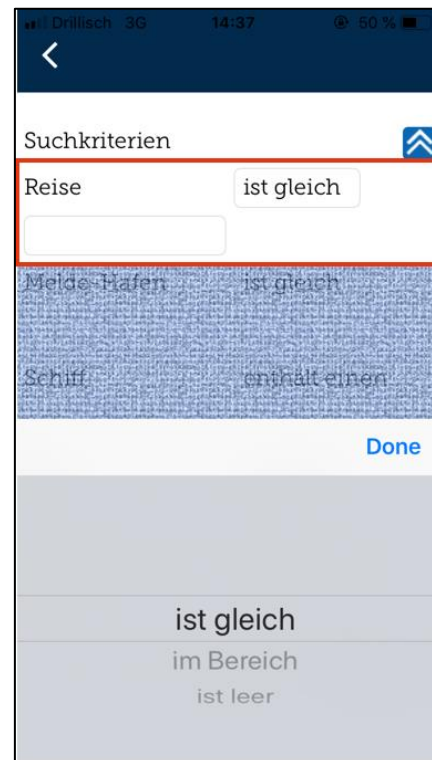 Drillisch 3G 14:37 50 %
Suchkriterien
Reise ist gleich
Melde-Hafen ist gleich
Schiff enthält einen
Done
ist gleich
im Bereich
ist leer